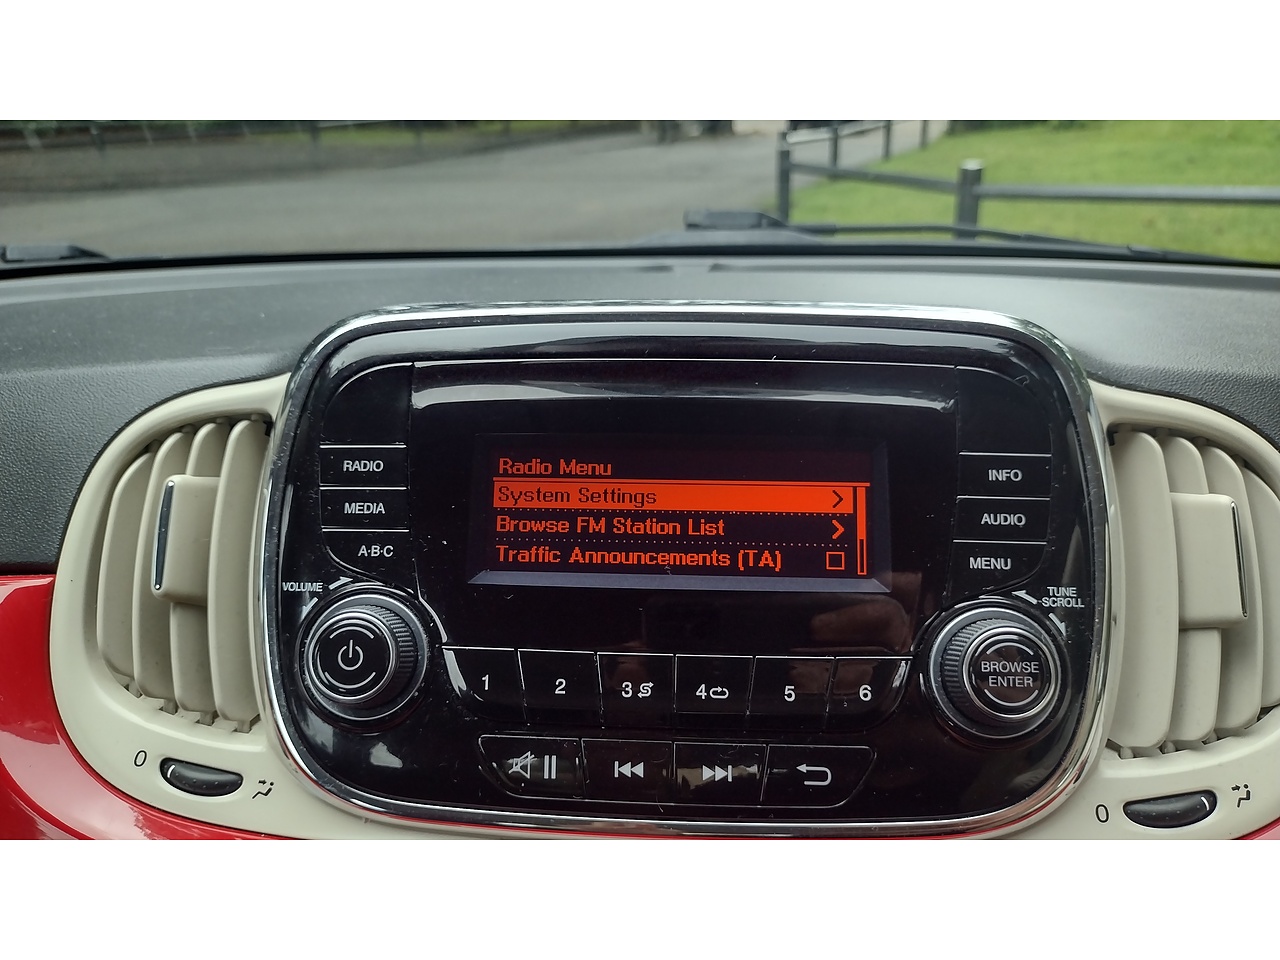 Radio Menu
System Settings
Browse FM Station List
Traffic Announcements (TA)
RADIO
MEDIA
A·B·C
VOLUME
INFO
AUDIO
MENU
TUNE
SCROLL
BROWSE
ENTER
1
2
3
4
5
6
0
0